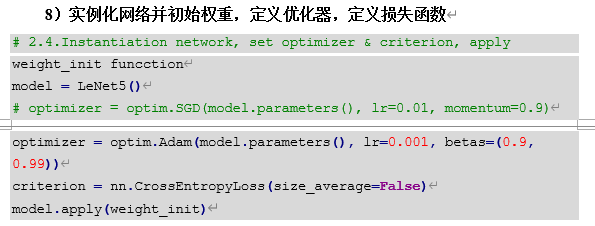 8）实例化网络并初始权重，定义优化器，定义损失函数
# 2.4.Instantiation network, set optimizer & criterion, apply
weight_init funcction
model = LeNet5()
# optimizer = optim.SGD(model.parameters(), lr=0.01, momentum=0.9)
optimizer = optim.Adam(model.parameters(), lr=0.001, betas=(0.9,
0.99))
criterion = nn.CrossEntropyLoss(size_average=False)
model.apply(weight_init)